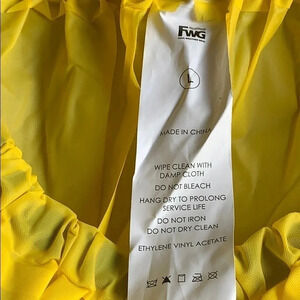 FWG
L
MADE IN CHINA
WIPE CLEAN WITH
DAMP CLOTH
DO NOT BLEACH
HANG DRY TO PROLONG
SERVICE LIFE
DO NOT IRON
DO NOT DRY CLEAN
ETHYLENE VINYL ACETATE